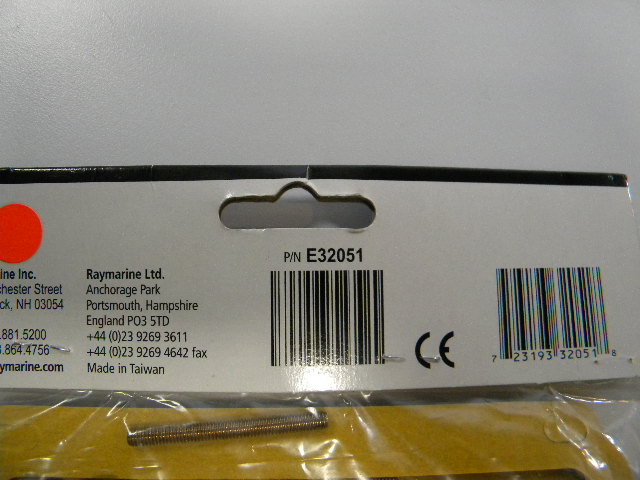 P/N E32051
ine Inc.
chester Street
ck, NH 03054
.881.5200
.864.4756
aymarine.com
Raymarine Ltd.
Anchorage Park
Portsmouth, Hampshire
England PO3 5TD
+44 (0)23 9269 3611
+44 (0)23 9269 4642 fax
Made in Taiwan
CE
7 23193 32051 8